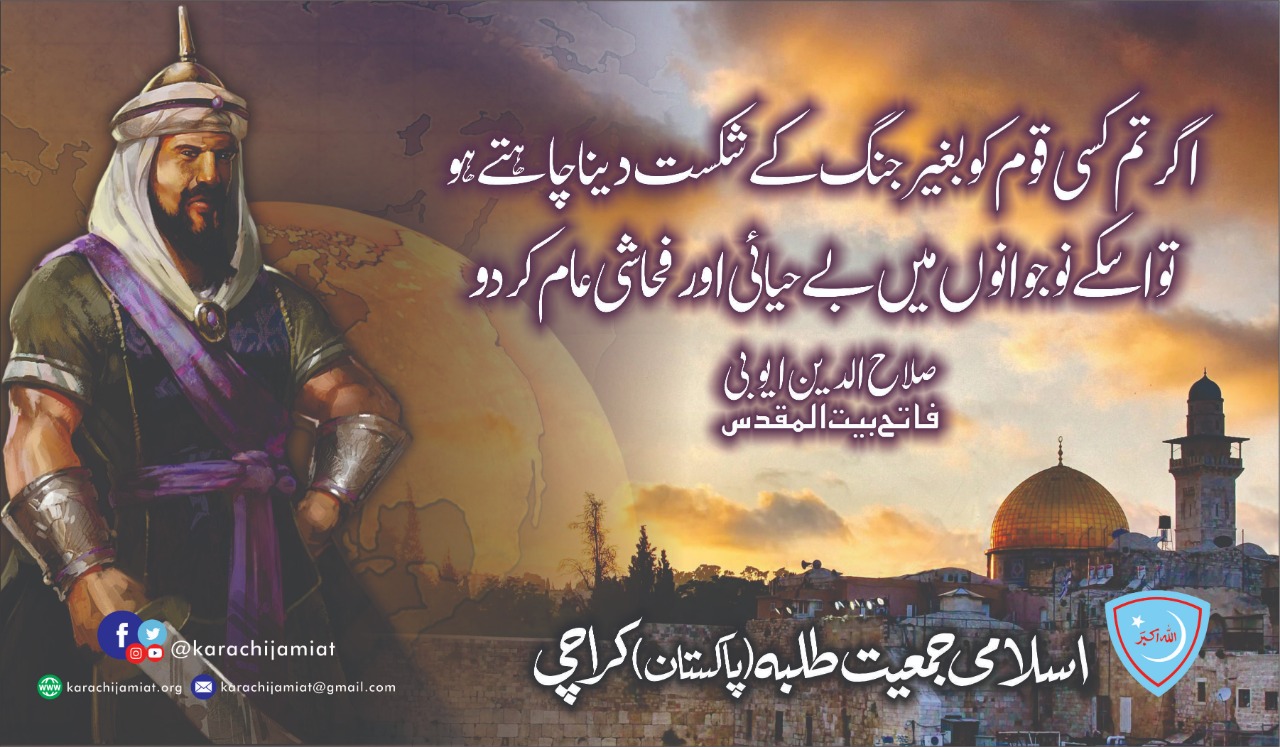 اگر تم کسی قوم کو بغیر جنگ کے شکست دینا چاہتے ہو
تو اسکے نوجوانوں میں بے حیائی اور فحاشی عام کر دو
صلاح الدین ایوبی
فاتح بیت المقدس
الله اكبر
اسلامی جمعیت طلبہ (پاکستان) کراچی
@karachijamiat
karachijamiat.org karachijamiat@gmail.com